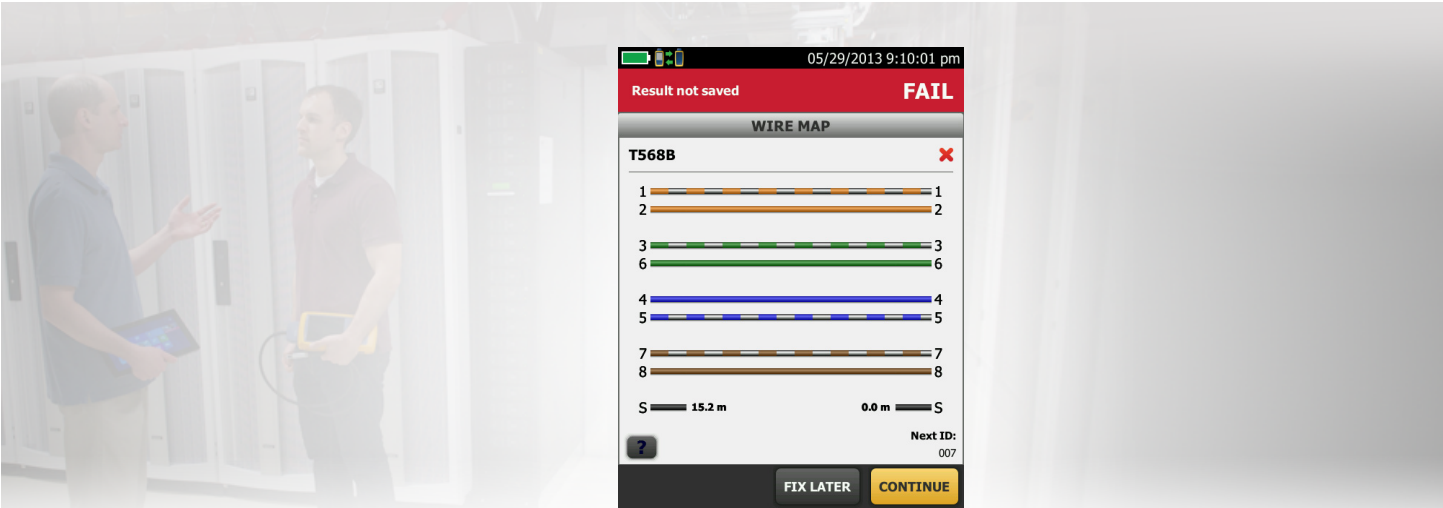 05/29/2013 9:10:01 pm
Result not saved FAIL
WIRE MAP
T568B
1 1
2 2
3 3
6 6
4 4
5 5
7 7
8 8
S 15.2 m 0.0 m S
Next ID:
? 007
FIX LATER CONTINUE